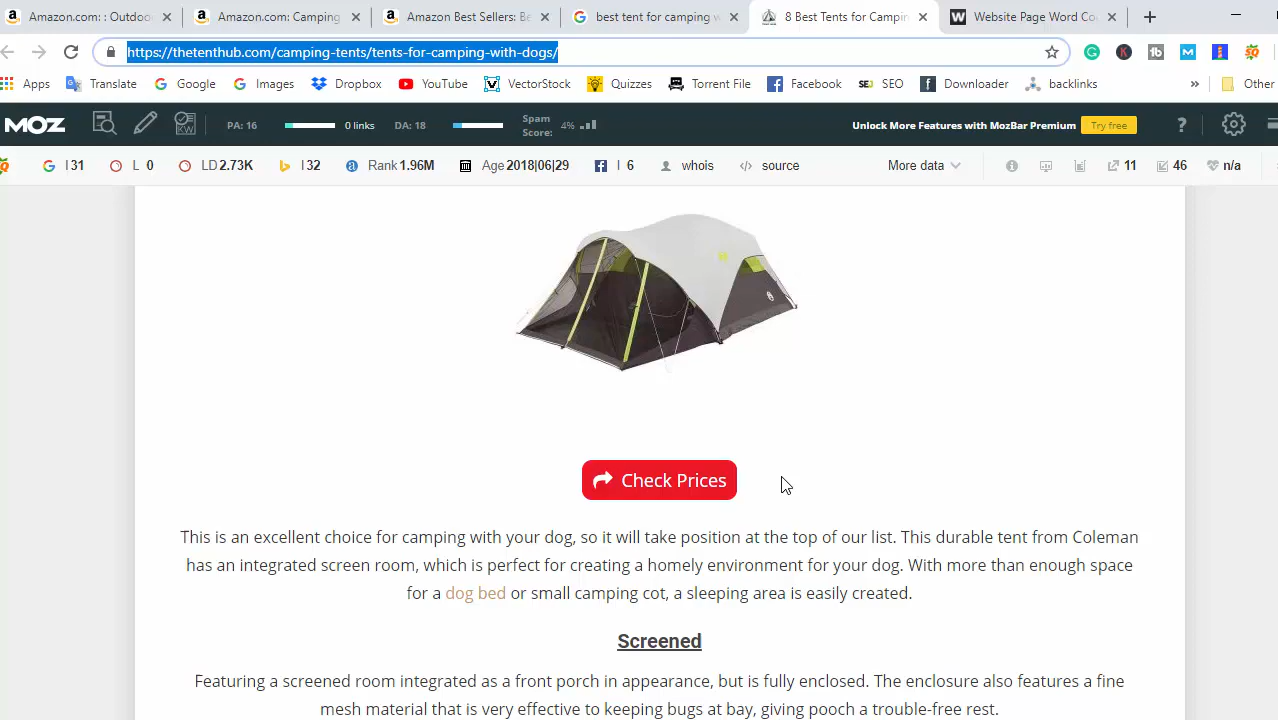 Amazon.com: : Outdoo
Amazon.com: Camping
Amazon Best Sellers: Be
best tent for camping w
8 Best Tents for Campin
Website Page Word Co
https://thetenthub.com/camping-tents/tents-for-camping-with-dogs/
Apps
Translate
Google
Images
Dropbox
YouTube
VectorStock
Quizzes
Torrent File
Facebook
SEO
Downloader
backlinks
»
Other
MOZ
PA: 16
0 links
DA: 18
Spam Score: 4%
Unlock More Features with MozBar Premium
Try free
?
I 31
L 0
LD 2.73K
I 32
Rank 1.96M
Age 2018|06|29
I 6
whois
source
More data
11
46
n/a
Check Prices
This is an excellent choice for camping with your dog, so it will take position at the top of our list. This durable tent from Coleman
has an integrated screen room, which is perfect for creating a homely environment for your dog. With more than enough space
for a dog bed or small camping cot, a sleeping area is easily created.
Screened
Featuring a screened room integrated as a front porch in appearance, but is fully enclosed. The enclosure also features a fine
mesh material that is very effective to keeping bugs at bay, giving pooch a trouble-free rest.